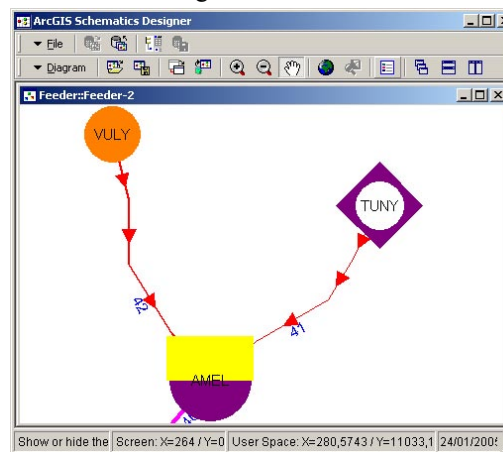 ArcGIS Schematics Designer
File
Diagram
Feeder::Feeder-2
VULY
TUNY
42
41
AMEL
Show or hide the Screen: X=264 / Y=0 User Space: X=280,5743 / Y=11033,1 24/01/2005